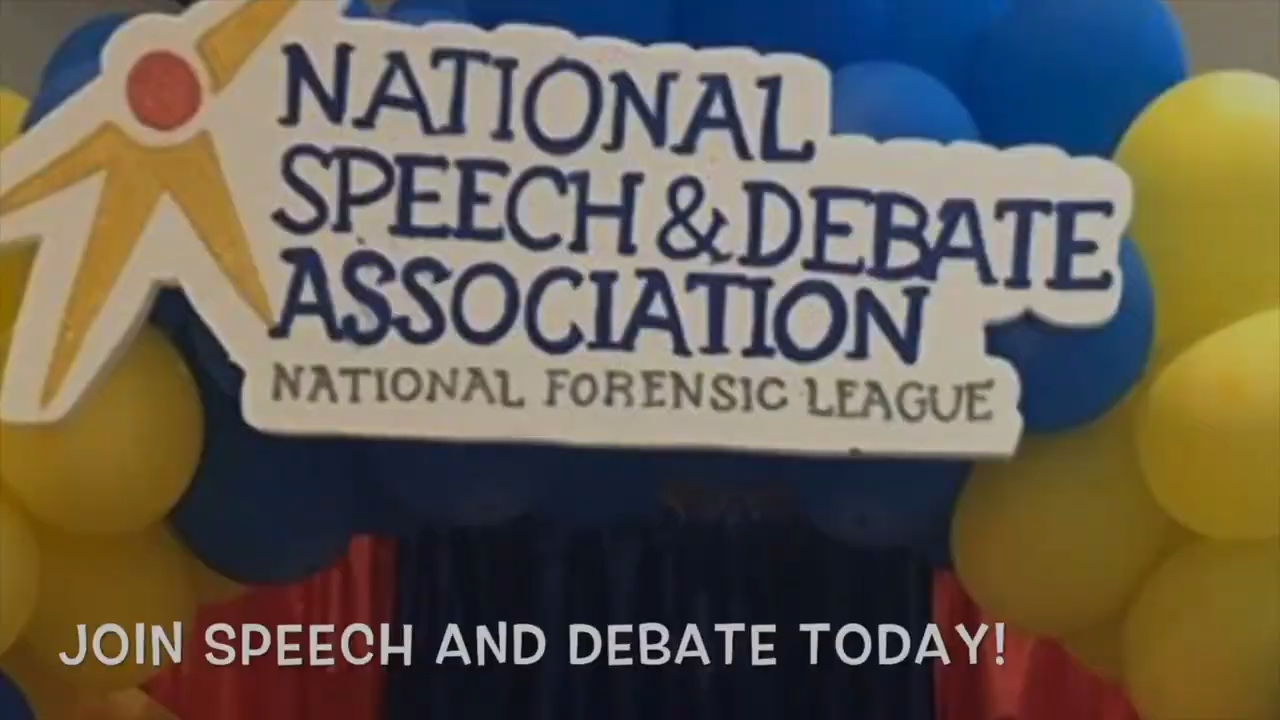 NATIONAL
SPEECH & DEBATE
ASSOCIATION
NATIONAL FORENSIC LEAGUE
JOIN SPEECH AND DEBATE TODAY!